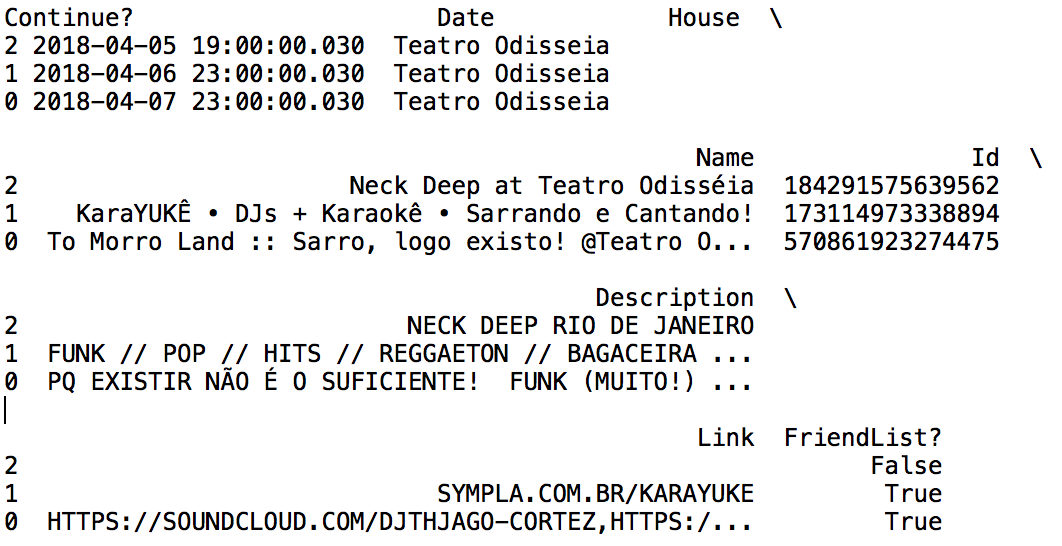 Continue? Date House \
2 2018-04-05 19:00:00.030 Teatro Odisseia
1 2018-04-06 23:00:00.030 Teatro Odisseia
0 2018-04-07 23:00:00.030 Teatro Odisseia
Name Id \
2 Neck Deep at Teatro Odisséia 184291575639562
1 KaraYUKÊ • DJs + Karaokê • Sarrando e Cantando! 173114973338894
0 To Morro Land :: Sarro, logo existo! @Teatro O... 570861923274475
Description \
2 NECK DEEP RIO DE JANEIRO
1 FUNK // POP // HITS // REGGAETON // BAGACEIRA ...
0 PQ EXISTIR NÃO É O SUFICIENTE! FUNK (MUITO!) ...
Link FriendList?
2 False
1 SYMPLA.COM.BR/KARAYUKE True
0 HTTPS://SOUNDCLOUD.COM/DJTHJAGO-CORTEZ,HTTPS:/... True